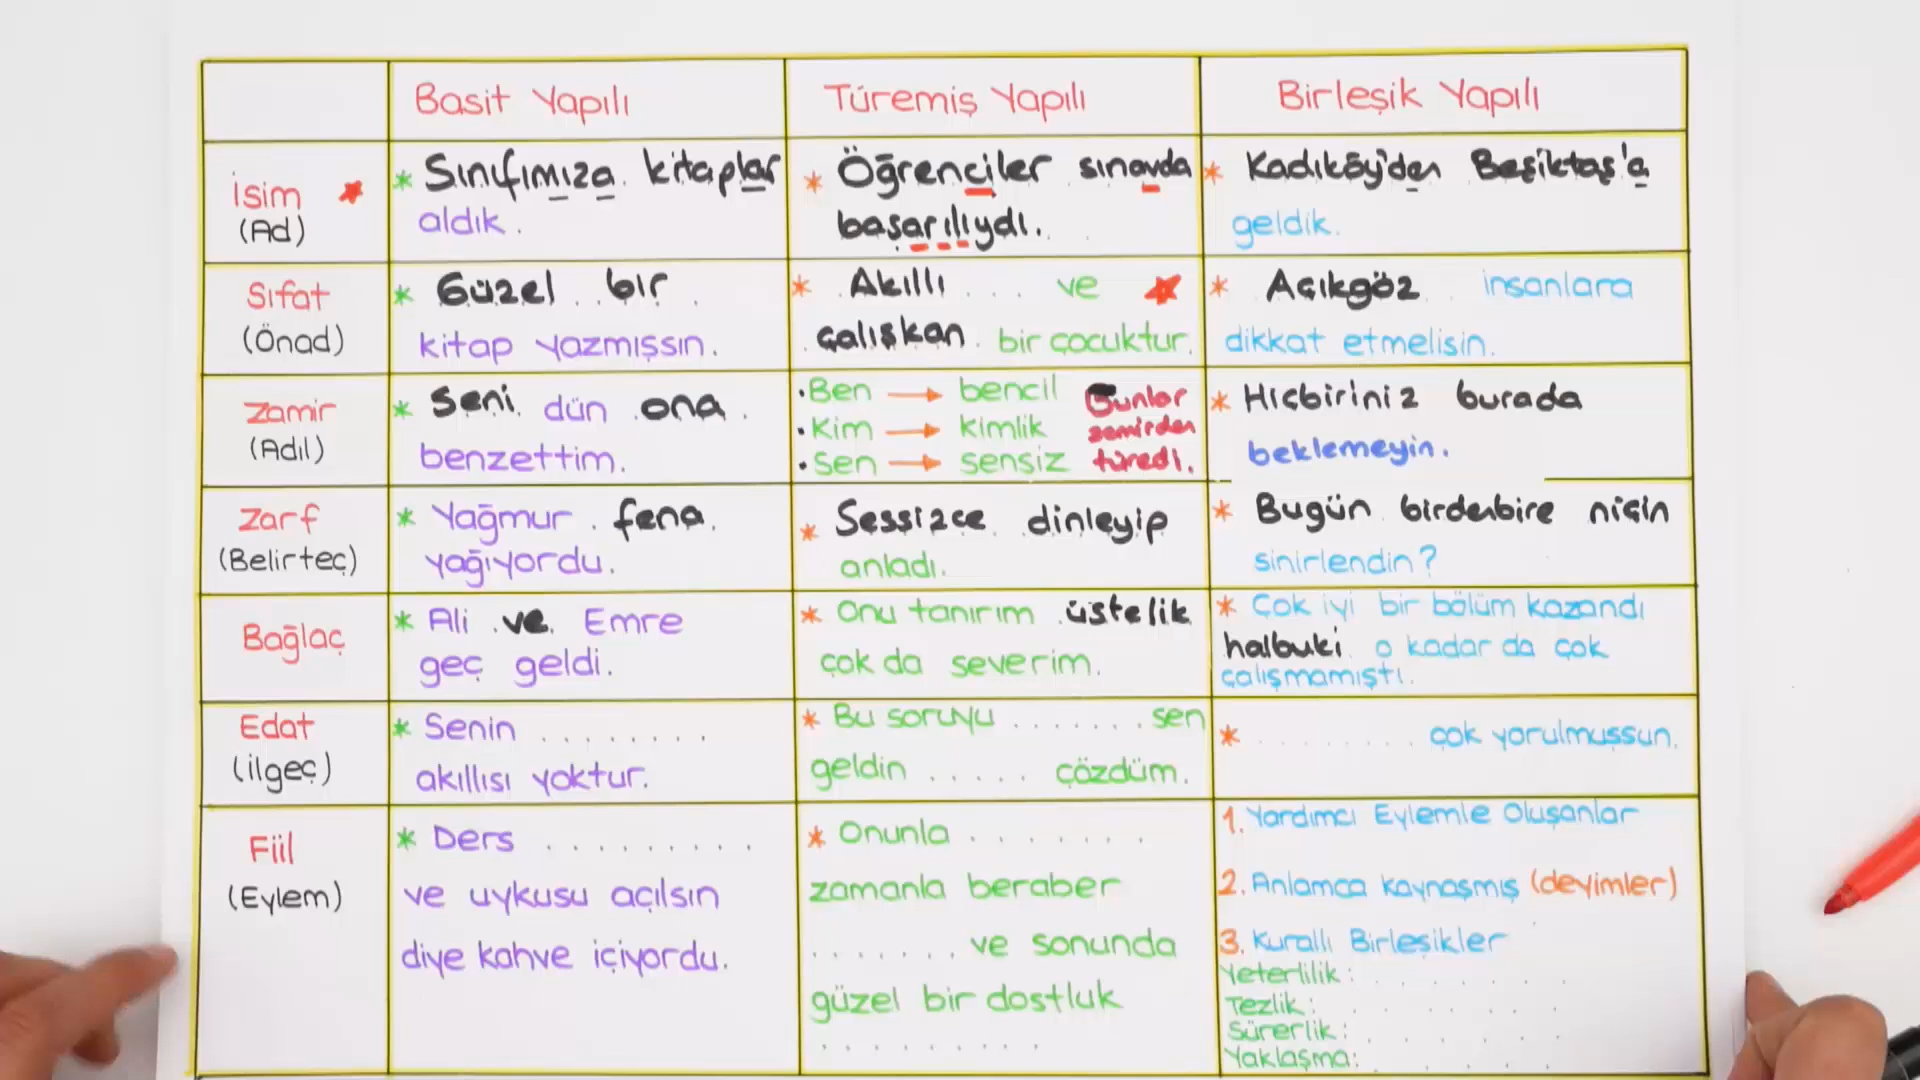 Basit Yapılı
Türemiş Yapılı
Birleşik Yapılı
İsim
(Ad)
* Sınıfımıza kitaplar
aldık.
* Öğrenciler sınavda
başarılıydı.
* Kadıköy'den Beşiktaş'a
geldik.
Sıfat
(Önad)
* Güzel bir
kitap yazmışsın.
* Akıllı ... ve
çalışkan bir çocuktur.
* Açıkgöz insanlara
dikkat etmelisin.
Zamir
(Adıl)
* Seni dün ona
benzettim.
• Ben → bencil
• Kim → kimlik
• Sen → sensiz
Bunlar
zamirden
türedi.
* Hiçbiriniz burada
beklemeyin.
Zarf
(Belirteç)
* Yağmur fena
yağıyordu.
* Sessizce dinleyip
anladı.
* Bugün birdenbire niçin
sinirlendin?
Bağlaç
* Ali ve Emre
geç geldi.
* Onu tanırım üstelik
çok da severim.
* Çok iyi bir bölüm kazandı
halbuki o kadar da çok
çalışmamıştı.
Edat
(İlgeç)
* Senin ........
akıllısı yoktur.
* Bu soruyu ....... sen
geldin ..... çözdüm.
* ........ çok yorulmuşsun.
Fiil
(Eylem)
* Ders .........
ve uykusu açılsın
diye kahve içiyordu.
* Onunla .......
zamanla beraber
....... ve sonunda
güzel bir dostluk
.........
1. Yardımcı Eylemle Oluşanlar
2. Anlamca Kaynaşmış (deyimler)
3. Kurallı Birleşikler
Yeterlilik: ......
Tezlik: ......
Sürerlik: ......
Yaklaşma: .....